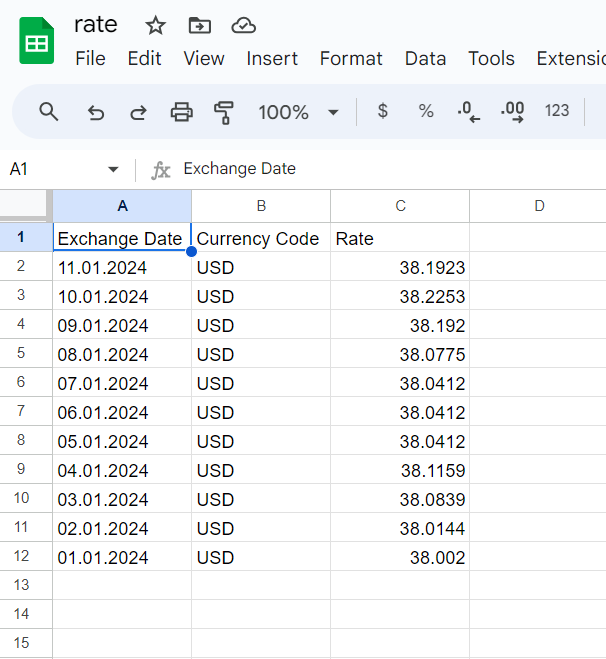 rate
File Edit View Insert Format Data Tools Extensio
100% $ % .0 .00 123
A1 fx Exchange Date
A B C D
1 Exchange Date Currency Code Rate
2 11.01.2024 USD 38.1923
3 10.01.2024 USD 38.2253
4 09.01.2024 USD 38.192
5 08.01.2024 USD 38.0775
6 07.01.2024 USD 38.0412
7 06.01.2024 USD 38.0412
8 05.01.2024 USD 38.0412
9 04.01.2024 USD 38.1159
10 03.01.2024 USD 38.0839
11 02.01.2024 USD 38.0144
12 01.01.2024 USD 38.002
13
14
15